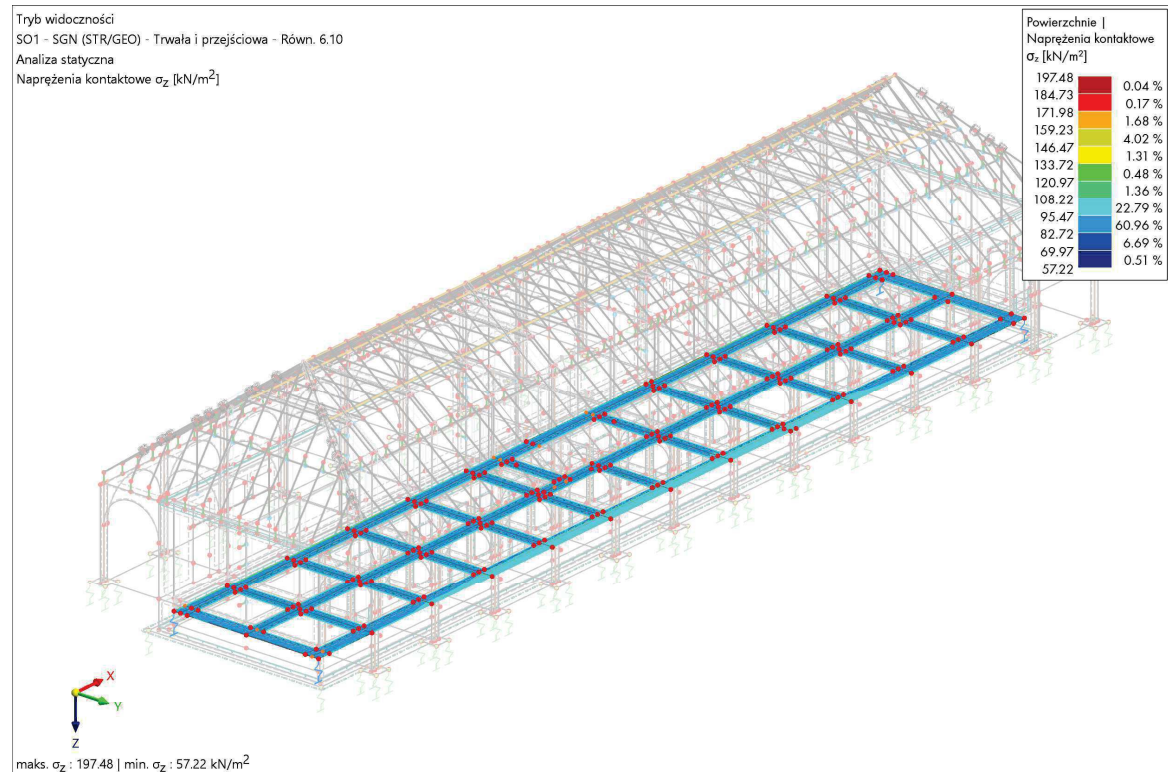 Tryb widoczności
SO1 - SGN (STR/GEO) - Trwała i przejściowa - Równ. 6.10
Analiza statyczna
Naprężenia kontaktowe σz [kN/m²]
Powierzchnie |
Naprężenia kontaktowe
σz [kN/m²]
197.48
0.04 %
184.73
0.17 %
171.98
1.68 %
159.23
4.02 %
146.47
1.31 %
133.72
0.48 %
120.97
1.36 %
108.22
22.79 %
95.47
60.96 %
82.72
6.69 %
69.97
0.51 %
57.22
X
Y
Z
maks. σz : 197.48 | min. σz : 57.22 kN/m²